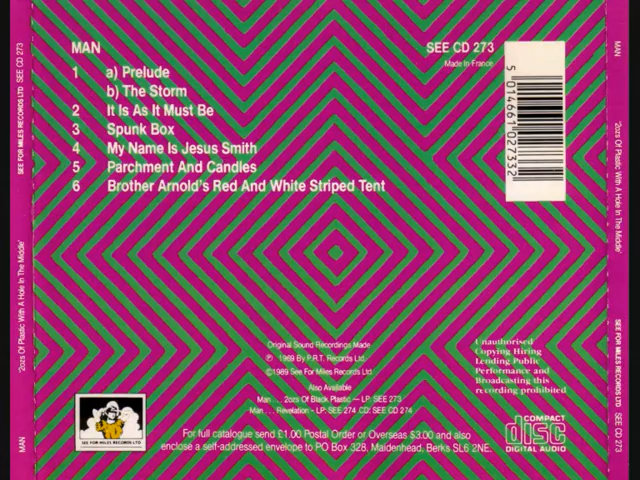 MAN
SEE CD 273
Made In France
1 a) Prelude
b) The Storm
2 It Is As It Must Be
3 Spunk Box
4 My Name Is Jesus Smith
5 Parchment And Candles
6 Brother Arnold's Red And White Striped Tent
5 014661 027332
Original Sound Recordings Made
℗ 1969 By P.R.T. Records Ltd.
©1989 See For Miles Records Ltd.
Also Available
Man . . . 2ozs Of Black Plastic — LP: SEE 273
Man . . . Revelation - LP: SEE 274 CD: SEE CD 274
Unauthorised
Copying Hiring
Lending Public
Performance and
Broadcasting this
recording prohibited
SEE FOR MILES RECORDS LTD
For full catalogue send £1.00 Postal Order or Overseas $3.00 and also
enclose a self-addressed envelope to PO Box 328, Maidenhead, Berks SL6 2NE.
COMPACT
disc
DIGITAL AUDIO
MAN '2ozs Of Plastic With A Hole In The Middle' SEE FOR MILES RECORDS LTD SEE CD 273
MAN '2ozs Of Plastic With A Hole In The Middle' SEE FOR MILES RECORDS LTD SEE CD 273